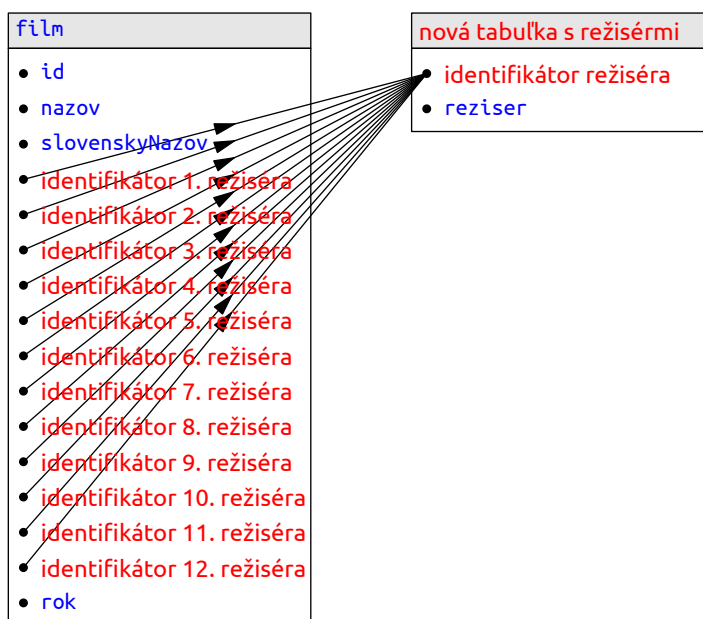 film
id
nazov
slovenskyNazov
identifikátor 1. režiséra
identifikátor 2. režiséra
identifikátor 3. režiséra
identifikátor 4. režiséra
identifikátor 5. režiséra
identifikátor 6. režiséra
identifikátor 7. režiséra
identifikátor 8. režiséra
identifikátor 9. režiséra
identifikátor 10. režiséra
identifikátor 11. režiséra
identifikátor 12. režiséra
rok
nová tabuľka s režisérmi
identifikátor režiséra
reziser